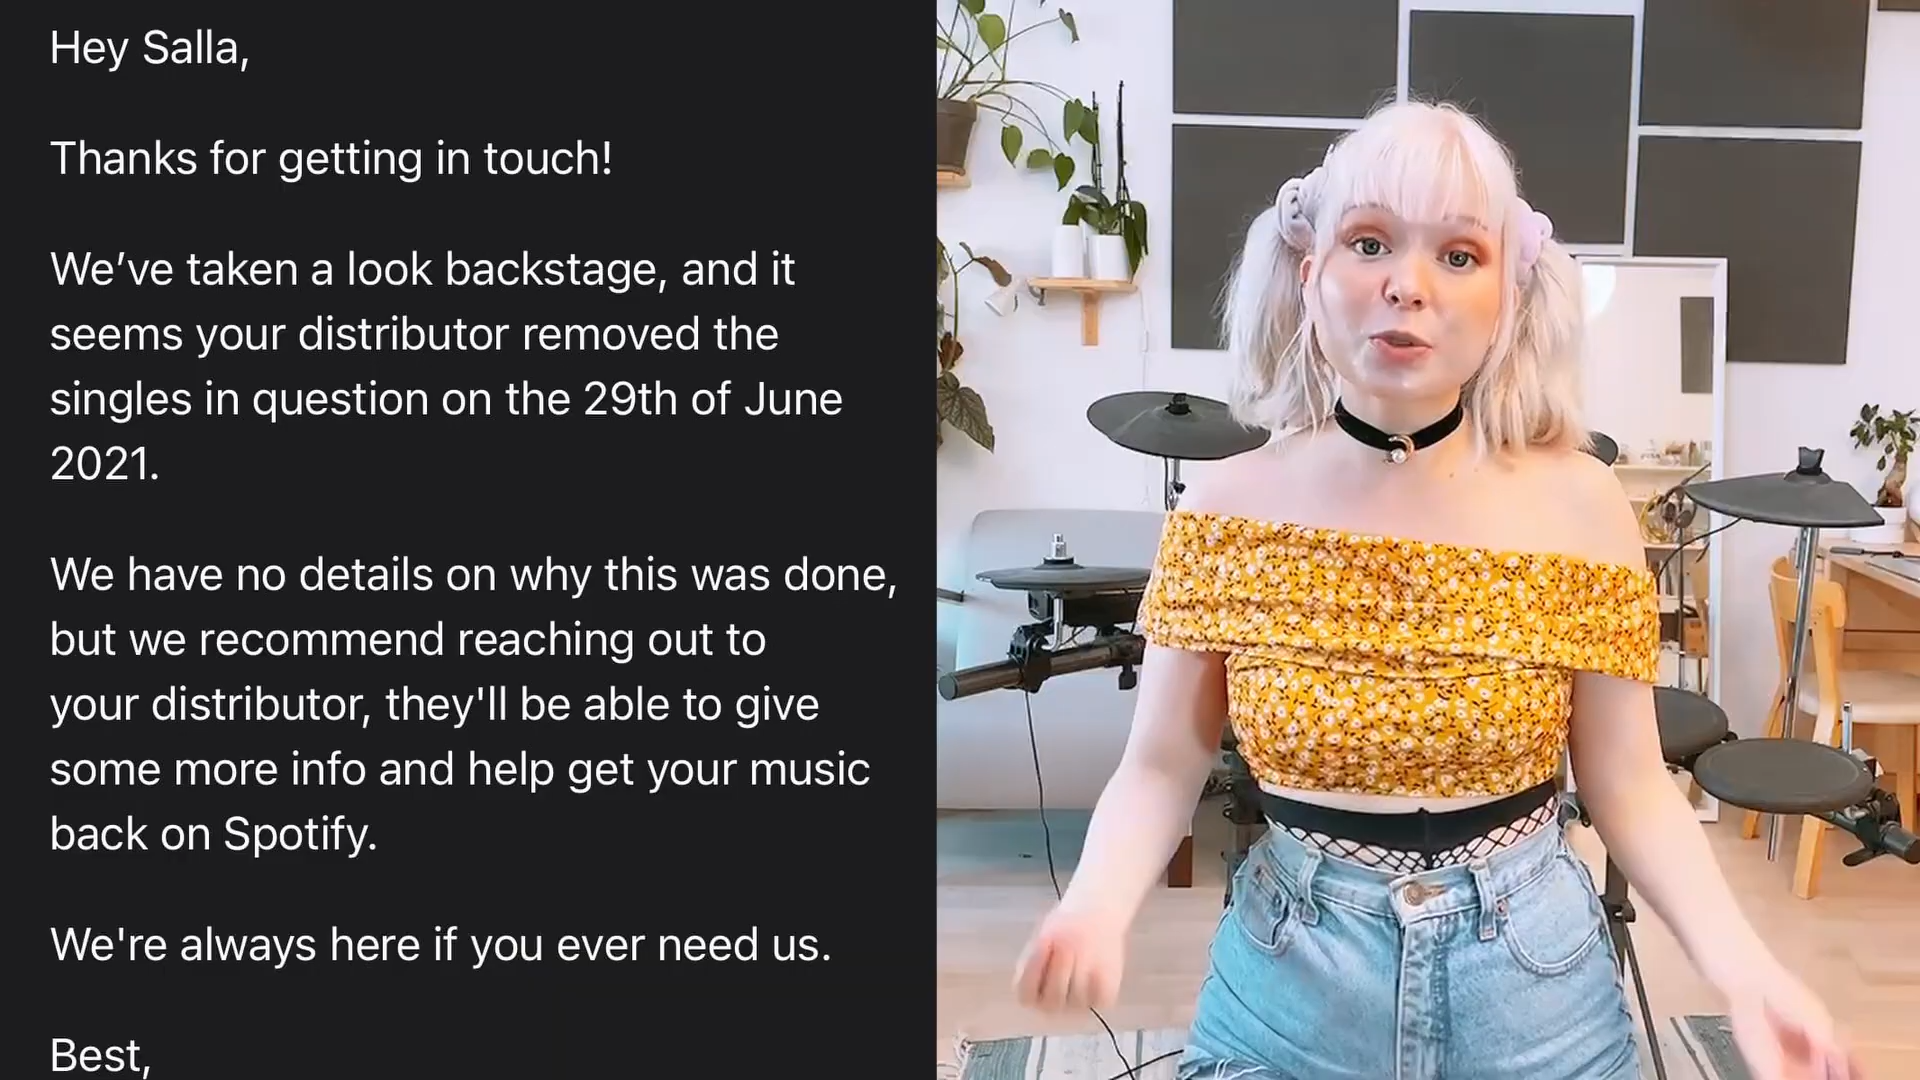 Hey Salla,
Thanks for getting in touch!
We’ve taken a look backstage, and it
seems your distributor removed the
singles in question on the 29th of June
2021.
We have no details on why this was done,
but we recommend reaching out to
your distributor, they'll be able to give
some more info and help get your music
back on Spotify.
We're always here if you ever need us.
Best,